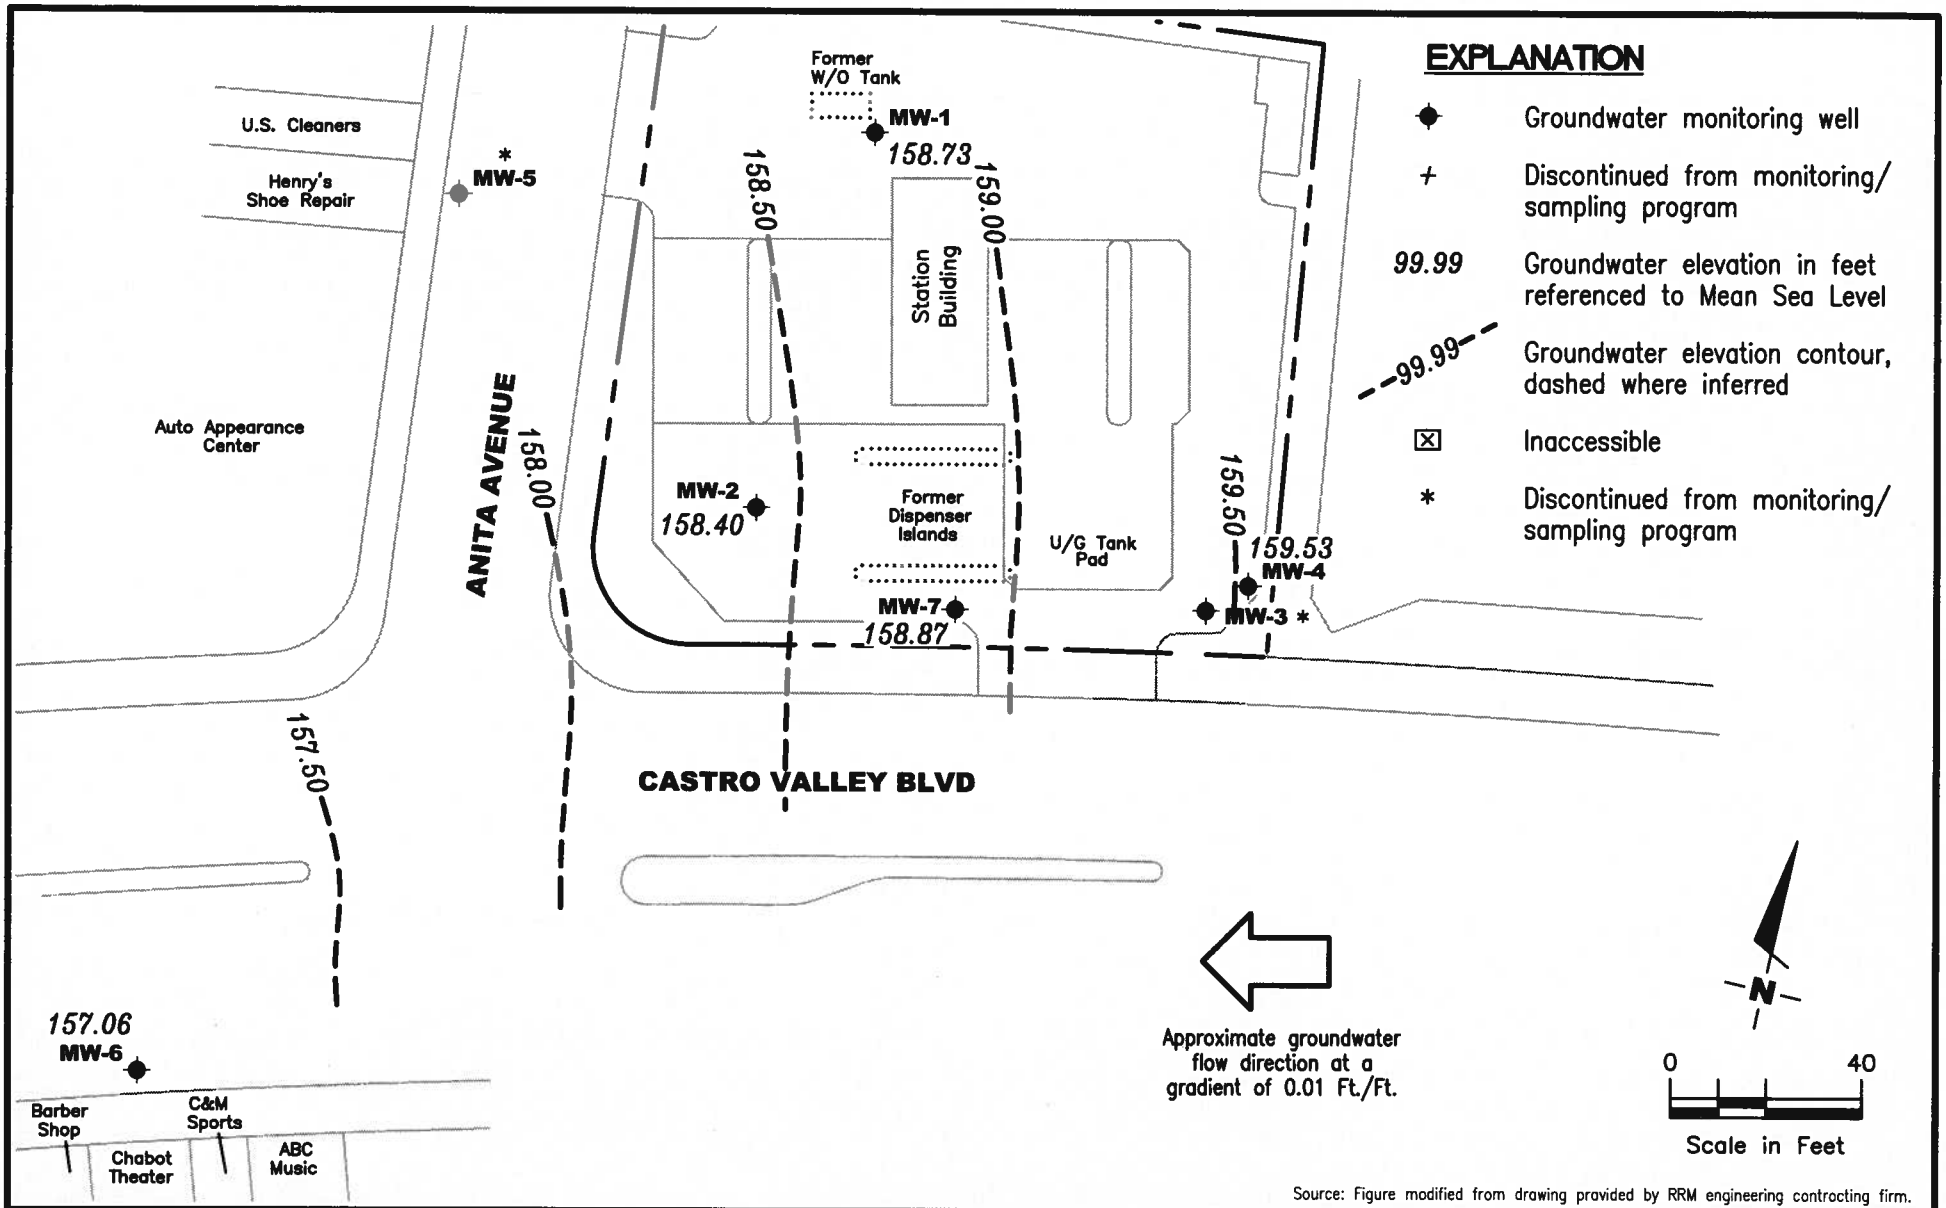 EXPLANATION
Groundwater monitoring well
Discontinued from monitoring/
sampling program
99.99
Groundwater elevation in feet
referenced to Mean Sea Level
99.99
Groundwater elevation contour,
dashed where inferred
Inaccessible
*
Discontinued from monitoring/
sampling program
Former
W/O Tank
MW-1
158.73
U.S. Cleaners
Henry's
Shoe Repair
*
MW-5
158.50
159.00
Station
Building
Auto Appearance
Center
ANITA AVENUE
158.00
MW-2
158.40
Former
Dispenser
Islands
U/G Tank
Pad
159.50
159.53
MW-4
MW-3 *
MW-7
158.87
157.50
CASTRO VALLEY BLVD
157.06
MW-6
Barber
Shop
C&M
Sports
Chabot
Theater
ABC
Music
Approximate groundwater
flow direction at a
gradient of 0.01 Ft./Ft.
N
0 40
Scale in Feet
Source: Figure modified from drawing provided by RRM engineering contracting firm.